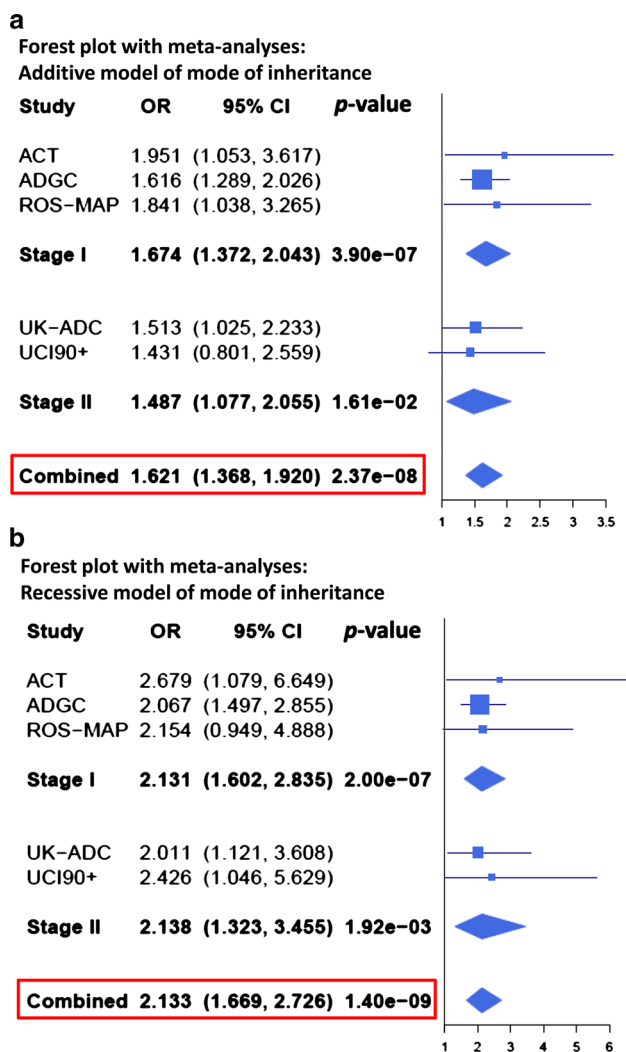 a
Forest plot with meta-analyses:
Additive model of mode of inheritance
Study OR 95% CI p-value
ACT 1.951 (1.053, 3.617)
ADGC 1.616 (1.289, 2.026)
ROS−MAP 1.841 (1.038, 3.265)
Stage I 1.674 (1.372, 2.043) 3.90e−07
UK−ADC 1.513 (1.025, 2.233)
UCI90+ 1.431 (0.801, 2.559)
Stage II 1.487 (1.077, 2.055) 1.61e−02
Combined 1.621 (1.368, 1.920) 2.37e−08
1 1.5 2 2.5 3 3.5
b
Forest plot with meta-analyses:
Recessive model of mode of inheritance
Study OR 95% CI p-value
ACT 2.679 (1.079, 6.649)
ADGC 2.067 (1.497, 2.855)
ROS−MAP 2.154 (0.949, 4.888)
Stage I 2.131 (1.602, 2.835) 2.00e−07
UK−ADC 2.011 (1.121, 3.608)
UCI90+ 2.426 (1.046, 5.629)
Stage II 2.138 (1.323, 3.455) 1.92e−03
Combined 2.133 (1.669, 2.726) 1.40e−09
1 2 3 4 5 6